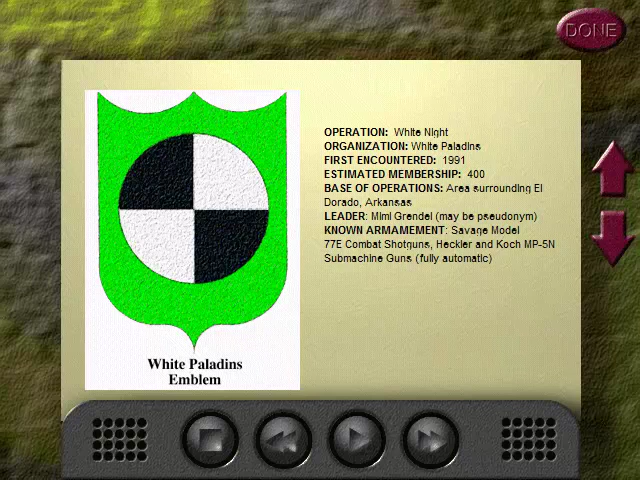 DONE
OPERATION: White Night
ORGANIZATION: White Paladins
FIRST ENCOUNTERED: 1991
ESTIMATED MEMBERSHIP: 400
BASE OF OPERATIONS: Area surrounding El
Dorado, Arkansas
LEADER: Mimi Grendel (may be pseudonym)
KNOWN ARMAMEMENT: Savage Model
77E Combat Shotguns, Heckler and Koch MP-5N
Submachine Guns (fully automatic)
White Paladins
Emblem